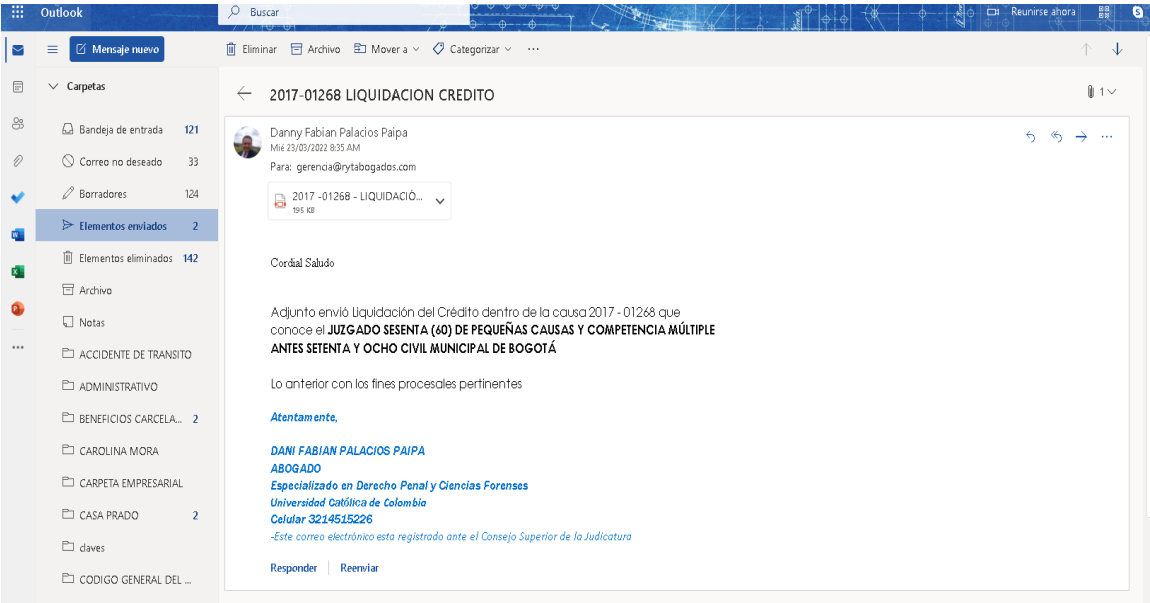 Outlook
Buscar
Reunirse ahora
Mensaje nuevo
Eliminar
Archivo
Mover a
Categorizar
Carpetas
Bandeja de entrada 121
Correo no deseado 33
Borradores 124
Elementos enviados 2
Elementos eliminados 142
Archivo
Notas
ACCIDENTE DE TRANSITO
ADMINISTRATIVO
BENEFICIOS CARCELA... 2
CAROLINA MORA
CARPETA EMPRESARIAL
CASA PRADO 2
claves
CODIGO GENERAL DEL ...
2017-01268 LIQUIDACION CREDITO
1
Danny Fabian Palacios Paipa
Mié 23/03/2022 8:35 AM
Para: gerencia@rytabogados.com
2017 -01268 - LIQUIDACIÓ...
195 KB
Cordial Saludo
Adjunto envió Liquidación del Crédito dentro de la causa 2017 - 01268 que
conoce el JUZGADO SESENTA (60) DE PEQUEÑAS CAUSAS Y COMPETENCIA MÚLTIPLE
ANTES SETENTA Y OCHO CIVIL MUNICIPAL DE BOGOTÁ
Lo anterior con los fines procesales pertinentes
Atentamente,
DANI FABIAN PALACIOS PAIPA
ABOGADO
Especializado en Derecho Penal y Ciencias Forenses
Universidad Católica de Colombia
Celular 3214515226
-Este correo electrónico esta registrado ante el Consejo Superior de la Judicatura
Responder
Reenviar